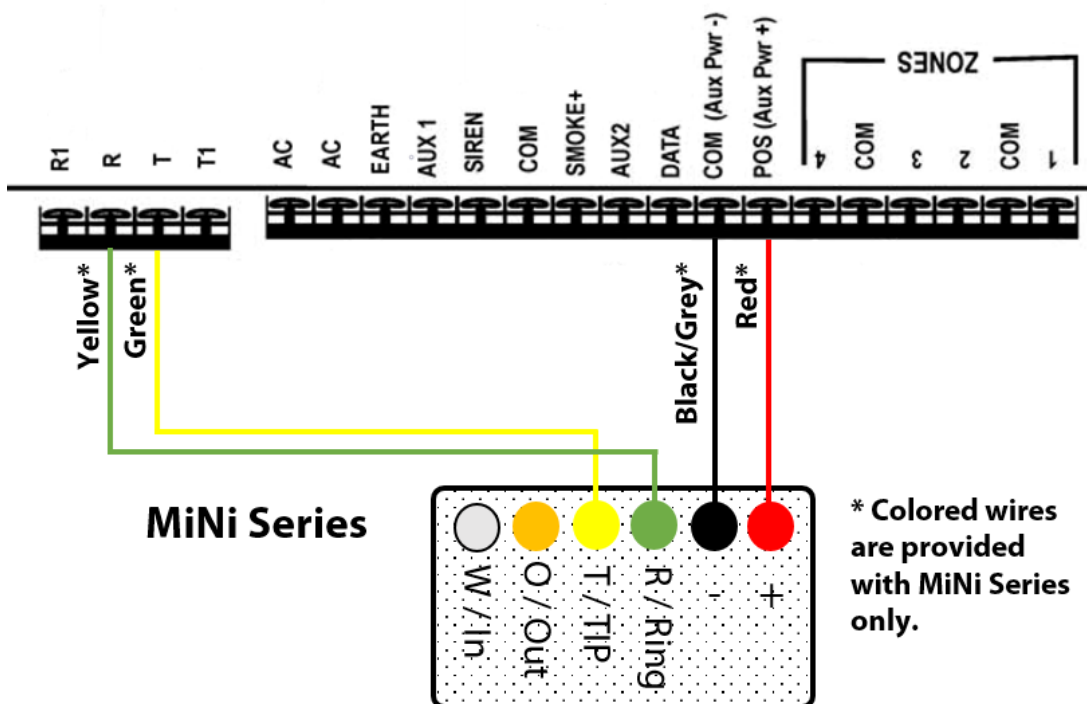 ZONES
R1
R
T
T1
AC
AC
EARTH
AUX 1
SIREN
COM
SMOKE+
AUX2
DATA
COM (Aux Pwr -)
POS (Aux Pwr +)
4
COM
3
2
COM
1
Yellow*
Green*
Black/Grey*
Red*
MiNi Series
W / In
O / Out
T / TIP
R / Ring
-
+
* Colored wires
are provided
with MiNi Series
only.